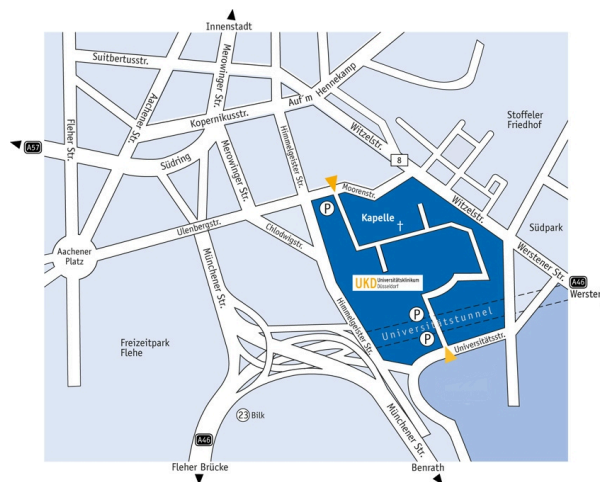 Innenstadt
Suitbertusstr.
Merowinger Str.
Aachener Str.
Auf'm Hennekamp
Kopernikusstr.
Stoffeler
Friedhof
Fleher Str.
A57
Südring
Merowinger Str.
Himmelgeister Str.
Witzelstr.
8
Moorenstr.
P
Kapelle
Witzelstr.
Südpark
Ulenbergstr.
Chlodwigstr.
Aachener
Platz
Werstener Str.
Münchener Str.
UKD Universitätsklinikum
Düsseldorf
A46
Wersten
Himmelgeister Str.
P
Universitätstunnel
P
Universitätsstr.
Freizeitpark
Flehe
23 Bilk
Münchener Str.
A46
Fleher Brücke
Benrath